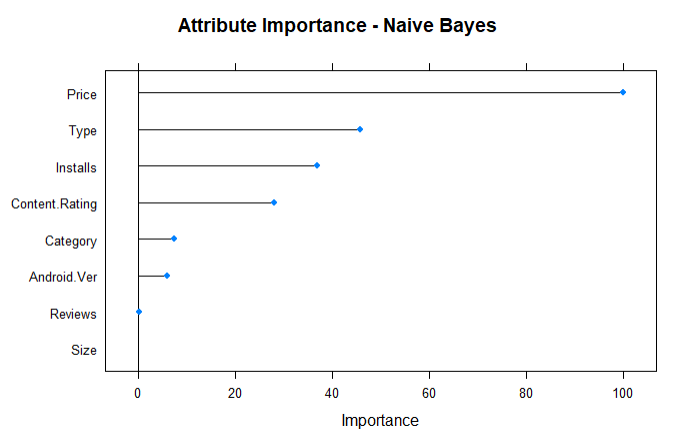 Attribute Importance - Naive Bayes
Price
Type
Installs
Content.Rating
Category
Android.Ver
Reviews
Size
0 20 40 60 80 100
Importance